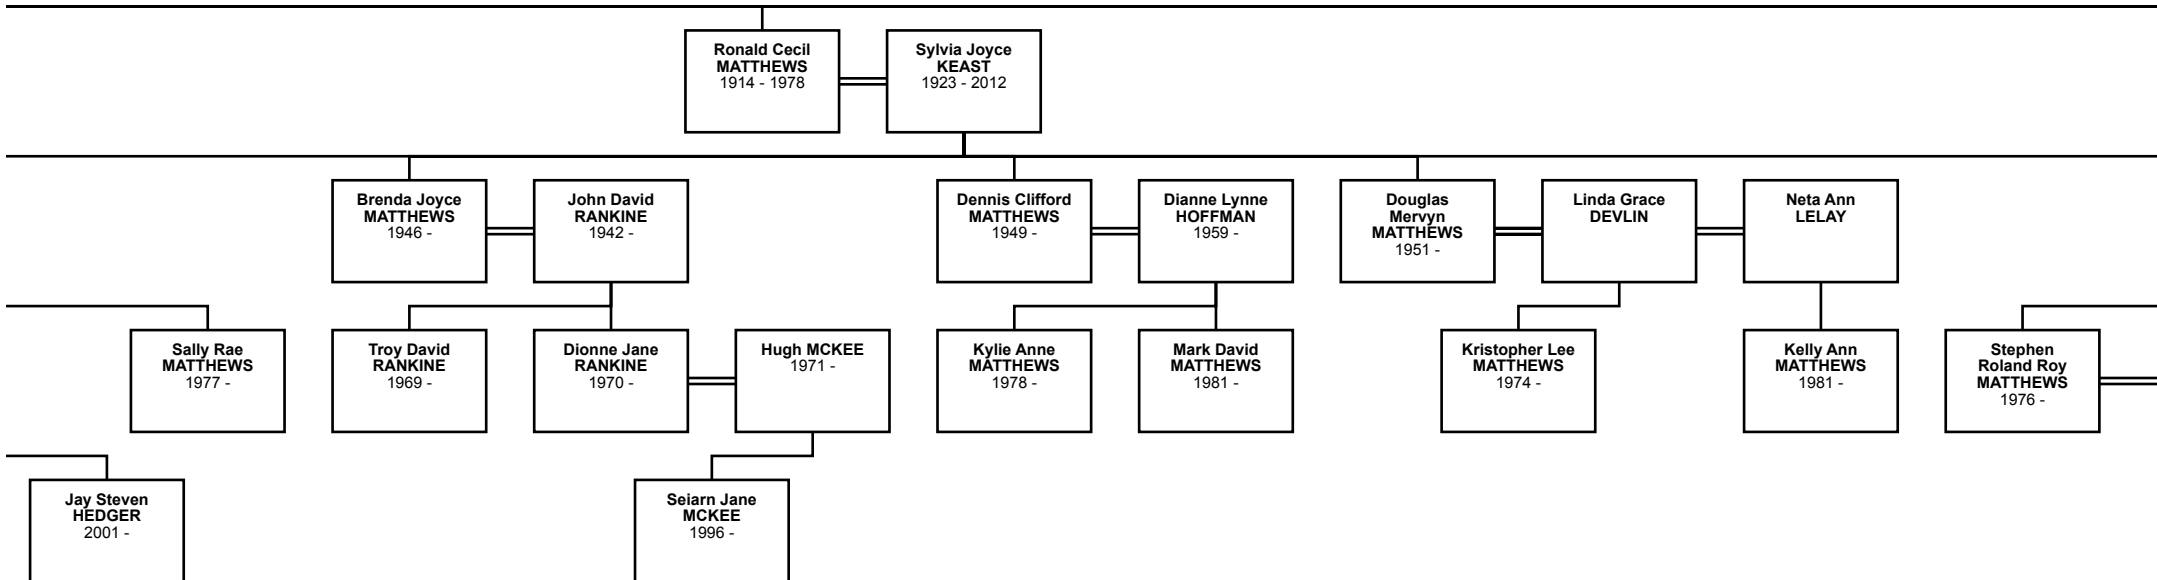 Ronald Cecil
MATTHEWS
1914 - 1978
Sylvia Joyce
KEAST
1923 - 2012
Brenda Joyce
MATTHEWS
1946 -
John David
RANKINE
1942 -
Dennis Clifford
MATTHEWS
1949 -
Dianne Lynne
HOFFMAN
1959 -
Douglas
Mervyn
MATTHEWS
1951 -
Linda Grace
DEVLIN
Neta Ann
LELAY
Sally Rae
MATTHEWS
1977 -
Troy David
RANKINE
1969 -
Dionne Jane
RANKINE
1970 -
Hugh MCKEE
1971 -
Kylie Anne
MATTHEWS
1978 -
Mark David
MATTHEWS
1981 -
Kristopher Lee
MATTHEWS
1974 -
Kelly Ann
MATTHEWS
1981 -
Stephen
Roland Roy
MATTHEWS
1976 -
Jay Steven
HEDGER
2001 -
Seiarn Jane
MCKEE
1996 -